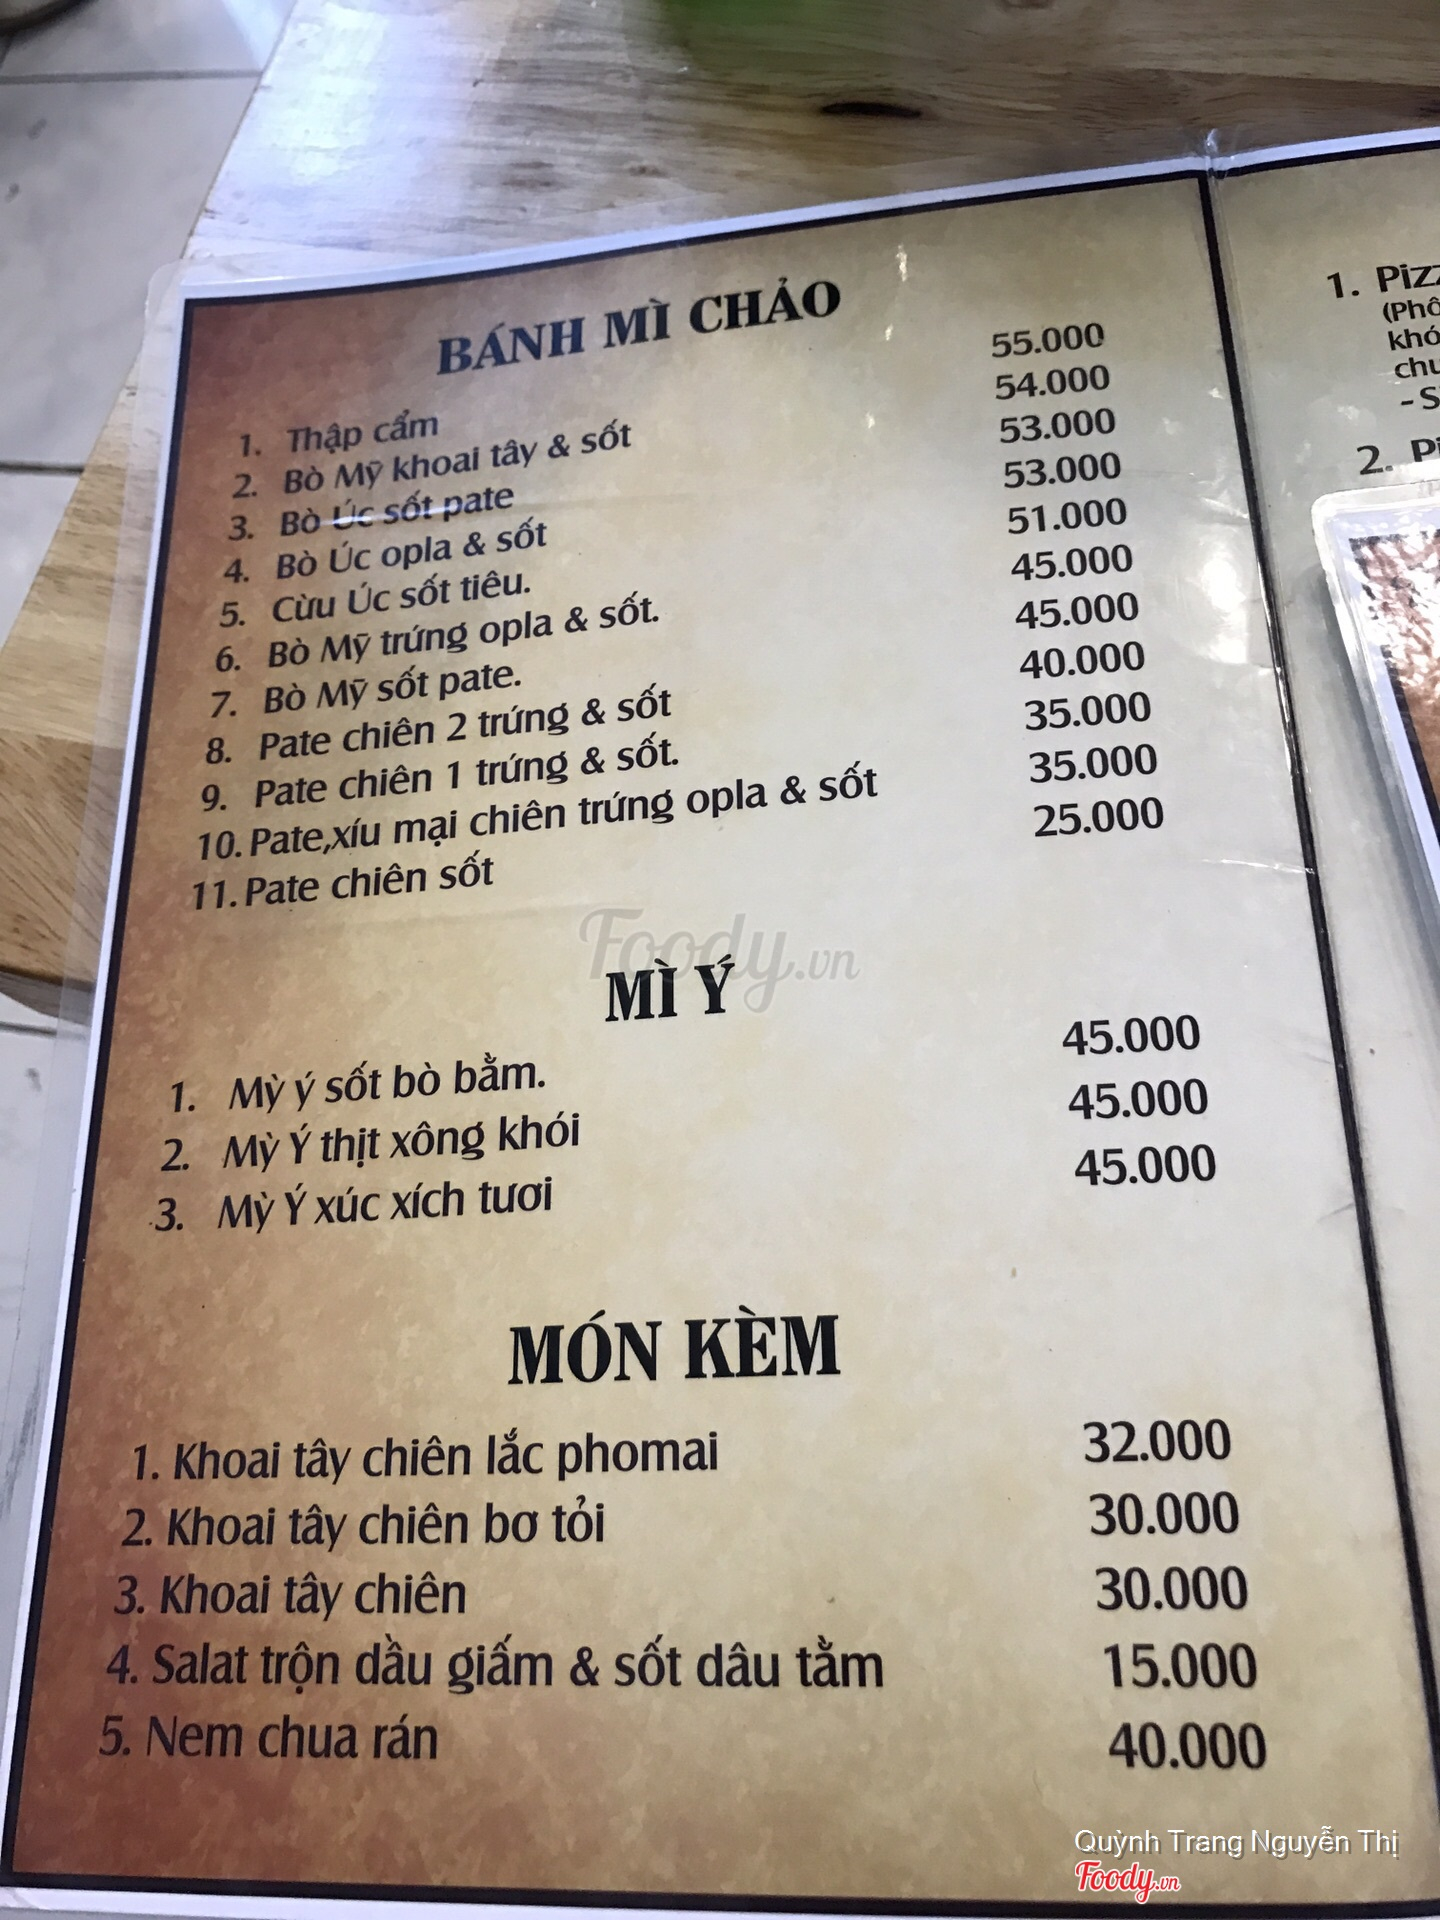 BÁNH MÌ CHẢO
1. Thập cẩm 55.000
2. Bò Mỹ khoai tây & sốt 54.000
3. Bò Úc sốt pate 53.000
4. Bò Úc opla & sốt 53.000
5. Cừu Úc sốt tiêu. 51.000
6. Bò Mỹ trứng opla & sốt. 45.000
7. Bò Mỹ sốt pate. 45.000
8. Pate chiên 2 trứng & sốt 40.000
9. Pate chiên 1 trứng & sốt. 35.000
10. Pate,xíu mại chiên trứng opla & sốt 35.000
11. Pate chiên sốt 25.000
Foody.vn
MÌ Ý
1. Mỳ ý sốt bò bằm. 45.000
2. Mỳ Ý thịt xông khói 45.000
3. Mỳ Ý xúc xích tươi 45.000
MÓN KÈM
1. Khoai tây chiên lắc phomai 32.000
2. Khoai tây chiên bơ tỏi 30.000
3. Khoai tây chiên 30.000
4. Salat trộn dầu giấm & sốt dâu tằm 15.000
5. Nem chua rán 40.000
1.
khó
2.
Quỳnh Trang Nguyễn Thị
Foody.vn